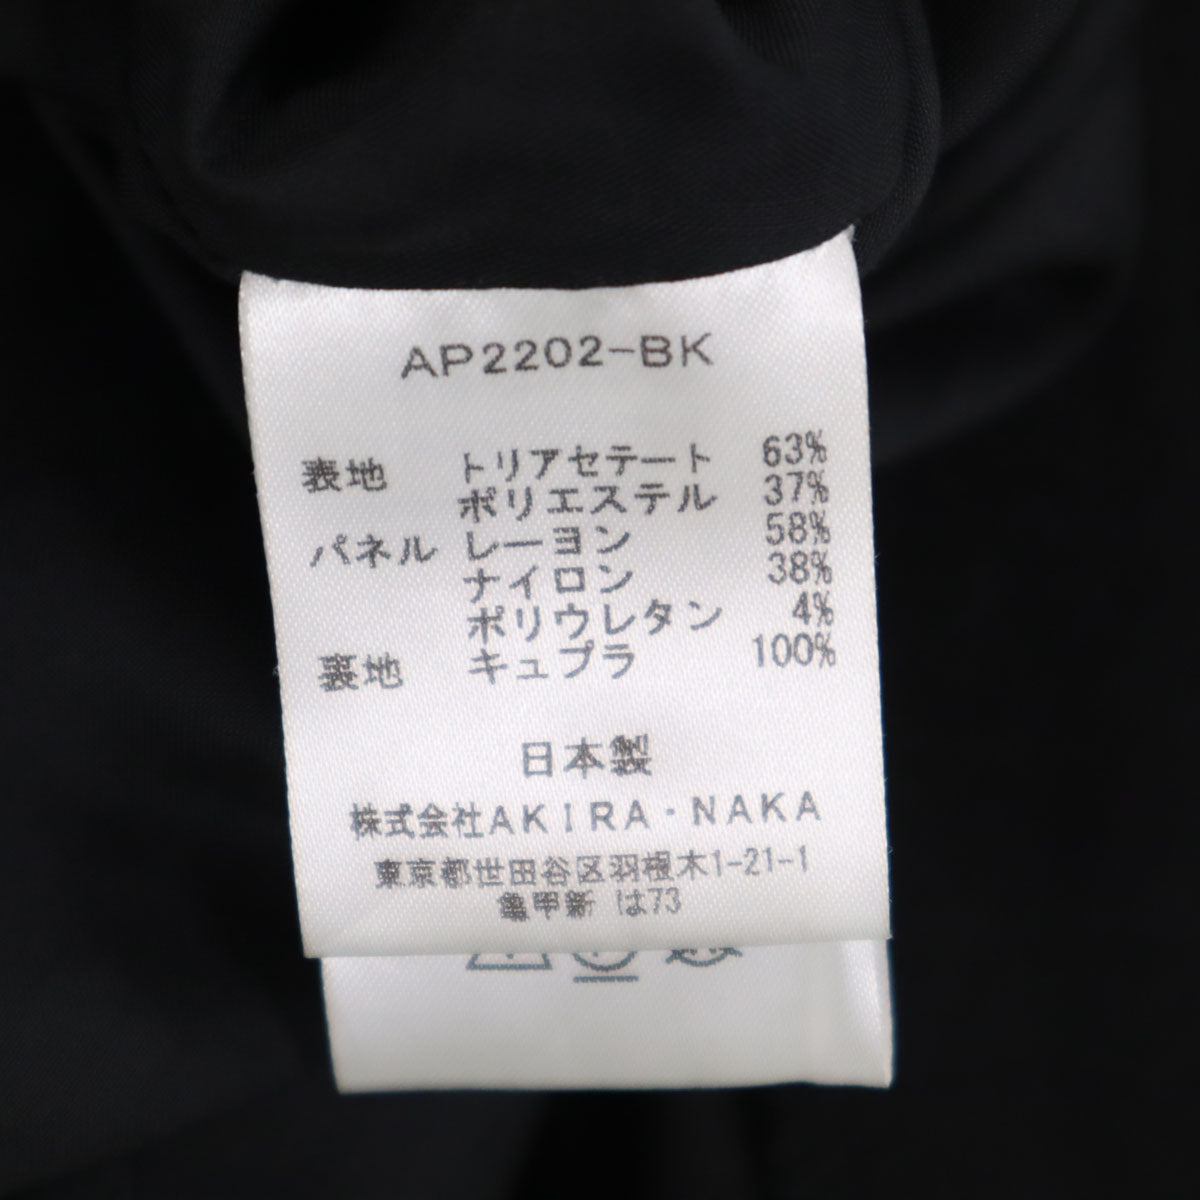 AP2202-BK
表地 トリアセテート 63%
ポリエステル 37%
パネル レーヨン 58%
ナイロン 38%
ポリウレタン 4%
裏地 キュプラ 100%
日本製
株式会社AKIRA・NAKA
東京都世田谷区羽根木1-21-1
亀甲新 は73